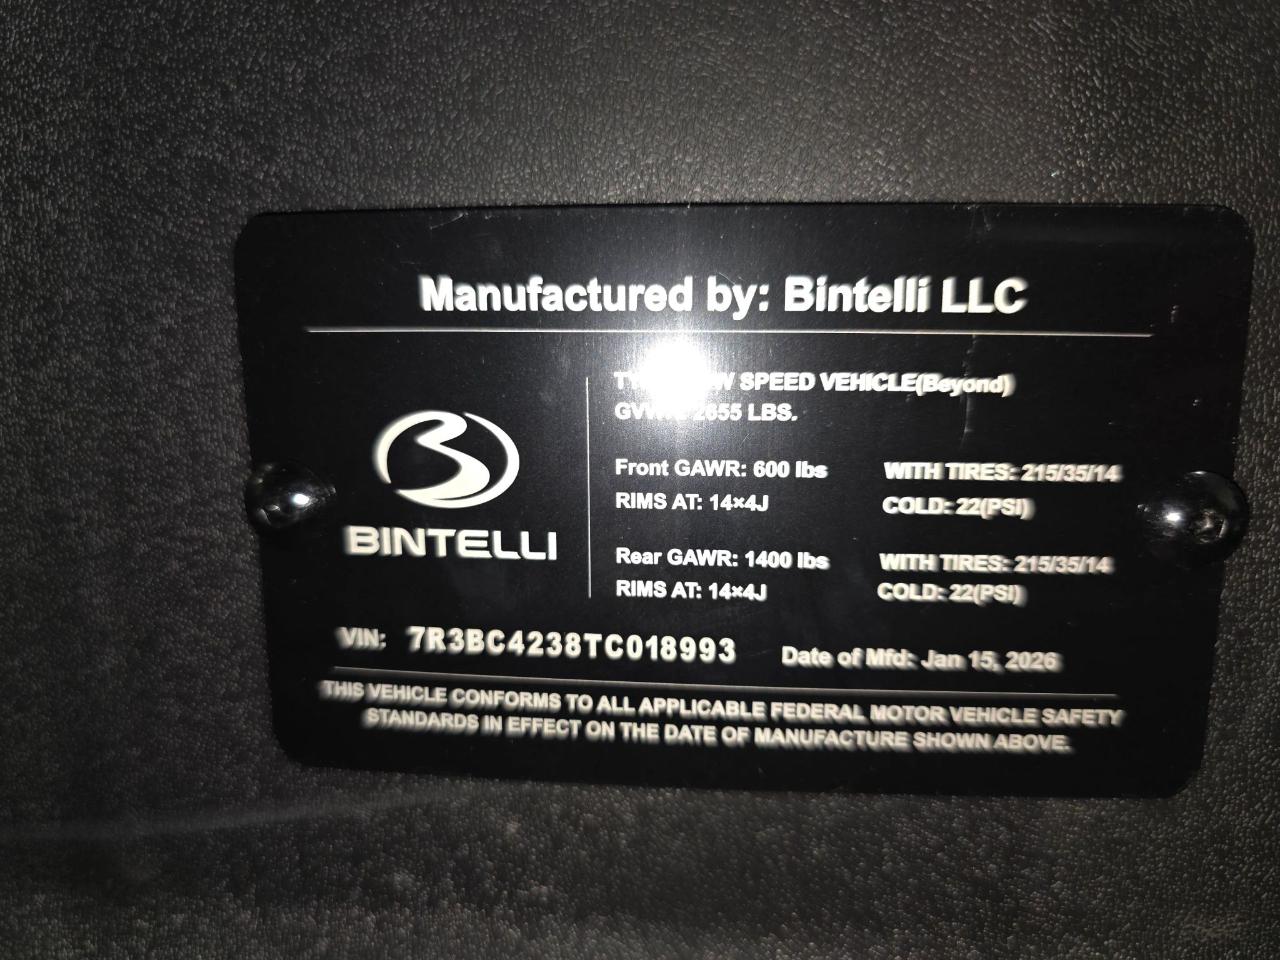 Manufactured by: Bintelli LLC
SPEED VEHICLE(Beyond)
LBS.
Front GAWR: 600 lbs WITH TIRES: 215/35/14
RIMS AT: 14×4J COLD: 22(PSI)
BINTELLI
Rear GAWR: 1400 lbs WITH TIRES: 215/35/14
RIMS AT: 14×4J COLD: 22(PSI)
VIN: 7R3BC4238TC018993 Date of Mfd: Jan 15, 2026
THIS VEHICLE CONFORMS TO ALL APPLICABLE FEDERAL MOTOR VEHICLE SAFETY
STANDARDS IN EFFECT ON THE DATE OF MANUFACTURE SHOWN ABOVE.